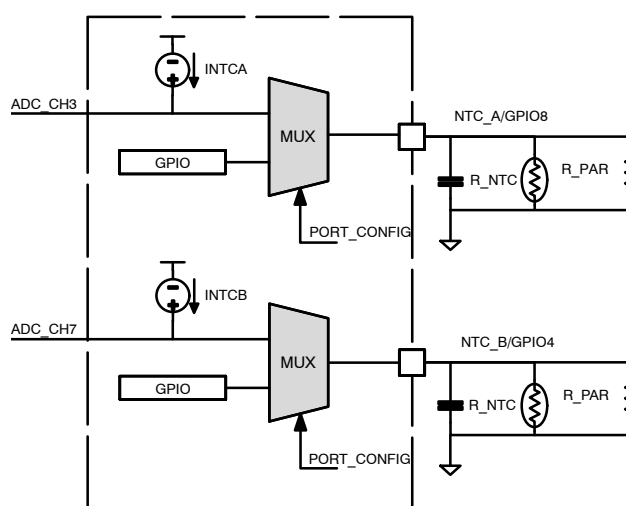 INTCA
ADC_CH3
NTC_A/GPIO8
MUX
GPIO
R_NTC
R_PAR
PORT_CONFIG
INTCB
ADC_CH7
NTC_B/GPIO4
MUX
GPIO
R_NTC
R_PAR
PORT_CONFIG